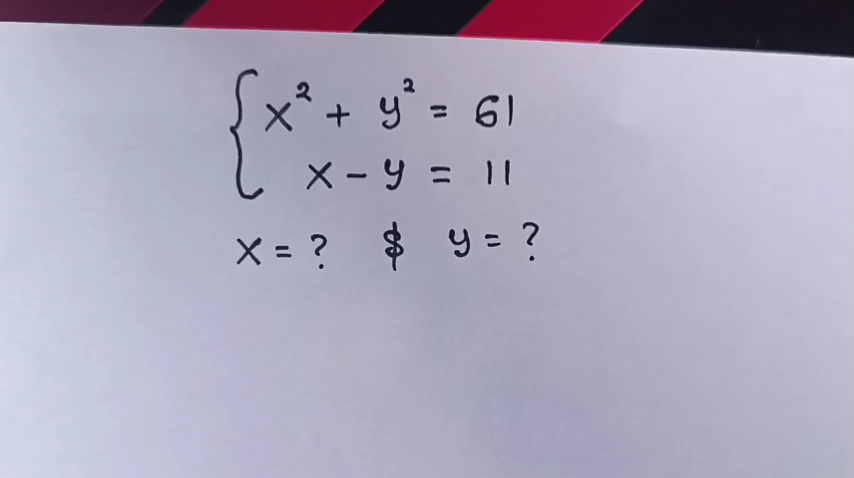 x² + y² = 61
x - y = 11
x = ? $ y = ?